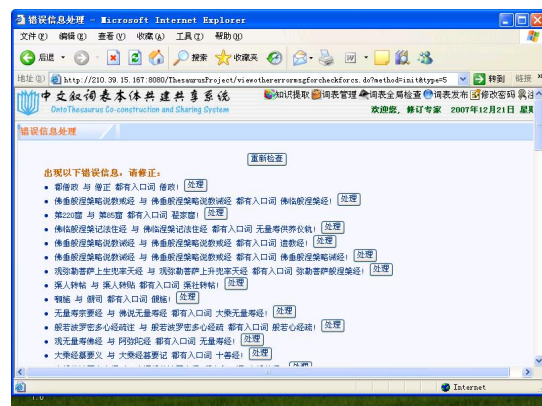 错误信息处理 - Microsoft Internet Explorer
文件(F) 编辑(E) 查看(V) 收藏(A) 工具(T) 帮助(H)
后退 搜索 收藏夹
地址(D) http://210.39.15.167:8080/ThesaurusProject/viewothererrormsgforcheckforcs.do?method=init&type=5 转到 链接
中文叙词表本体共建共享系统 知识提取 词表管理 词表全局检查 词表发布 修改密码
OntoThesaurus Co-construction and Sharing System 欢迎您, 修订专家 2007年12月21日 星期
错误信息处理
重新检查
出现以下错误信息, 请修正:
都僧政 与 僧正 都有入口词 僧政! 处理
佛垂般涅槃略说教戒经 与 佛垂般涅槃略说教诫经 都有入口词 佛临般涅槃经! 处理
第220窟 与 第85窟 都有入口词 翟家窟! 处理
佛临般涅槃记法住经 与 佛临涅槃记法住经 都有入口词 无量寿供养仪轨! 处理
佛垂般涅槃略说教诫经 与 佛垂般涅槃略说教戒经 都有入口词 遗教经! 处理
佛垂般涅槃略说教诫经 与 佛垂般涅槃略说教戒经 都有入口词 佛垂般涅槃略诫经! 处理
观弥勒菩萨上生兜率天经 与 观弥勒菩萨上升兜率天经 都有入口词 弥勒菩萨般涅槃经! 处理
渠人转帖 与 渠人转贴 都有入口词 渠社转帖! 处理
都有入口词 处理
无量寿宗要经 与 佛说无量寿经 都有入口词 大乘无量寿经! 处理
般若波罗密多心经疏注 与 般若波罗密多心经疏 都有入口词 般若心经疏! 处理
观无量寿佛经 与 阿弥陀经 都有入口词 无量寿经! 处理
大乘经纂要义 与 大乘经纂要记 都有入口词 十善经! 处理
Internet